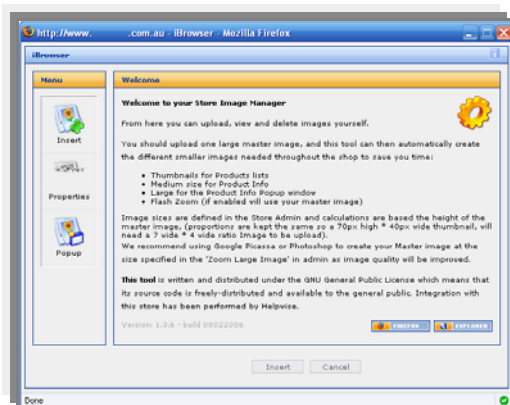 http://www. .com.au - iBrowser - Mozilla Firefox
iBrowser
Menu
Welcome
Insert
Properties
Popup
Welcome to your Store Image Manager
From here you can upload, view and delete images yourself.
You should upload one large master image, and this tool can then automatically create
the different smaller images needed throughout the shop to save you time:
• Thumbnails for Products lists
• Medium size for Product Info
• Large for the Product Info Popup window
• Flash Zoom (if enabled will use your master image)
Image sizes are defined in the Store Admin and calculations are based the height of the
master image, (proportions are kept the same so a 70px high * 40px wide thumbnail, will
need a 7 wide * 4 wide ratio Image to be upload).
We recommend using Google Picassa or Photoshop to create your Master image at the
size specified in the 'Zoom Large Image' in admin as image quality will be improved.
This tool is written and distributed under the GNU General Public License which means that
its source code is freely-distributed and available to the general public. Integration with
this store has been performed by Helpwise.
Version: 1.3.6 - build 08022006
FIREFOX
EXPLORER
Insert
Cancel
Done